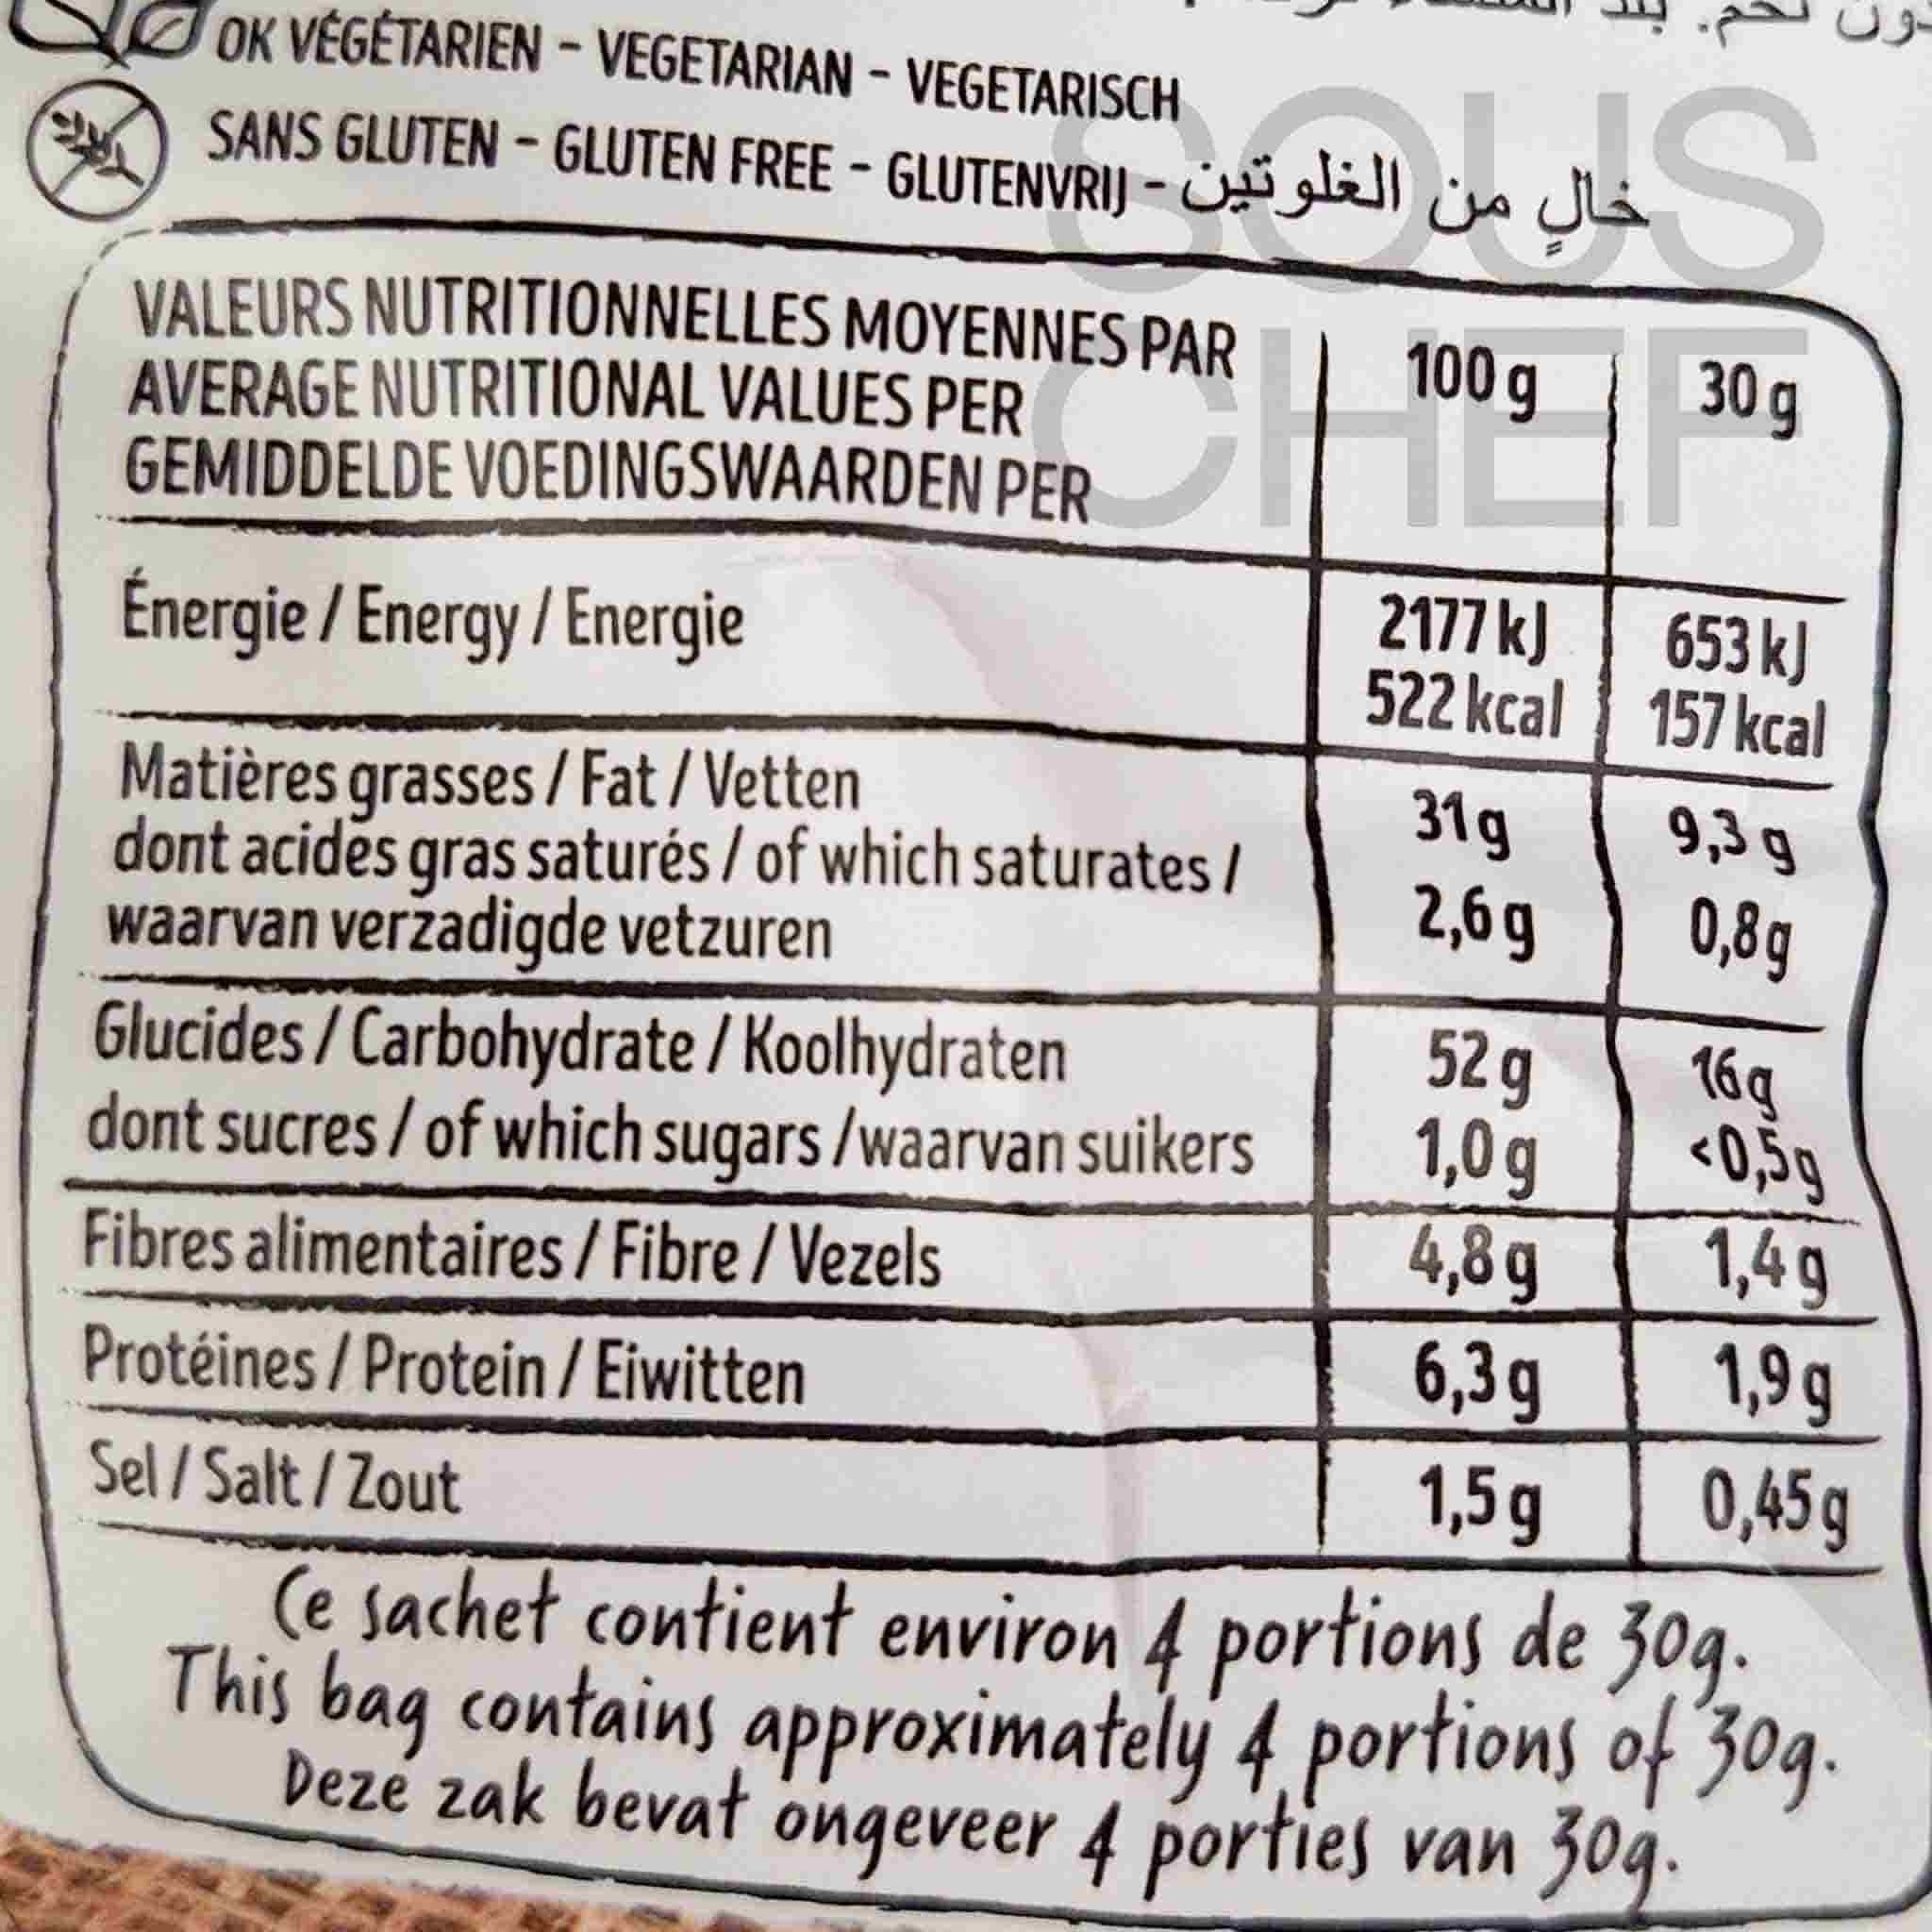 OK VÉGÉTARIEN - VEGETARIAN - VEGETARISCH
SANS GLUTEN - GLUTEN FREE - GLUTENVRIJ - خالٍ من الغلوتين
SOUS
CHEF
VALEURS NUTRITIONNELLES MOYENNES PAR
AVERAGE NUTRITIONAL VALUES PER
GEMIDDELDE VOEDINGSWAARDEN PER
100 g 30 g
Énergie / Energy / Energie 2177 kJ 653 kJ
522 kcal 157 kcal
Matières grasses / Fat / Vetten 31 g 9,3 g
dont acides gras saturés / of which saturates /
waarvan verzadigde vetzuren 2,6 g 0,8 g
Glucides / Carbohydrate / Koolhydraten 52 g 16 g
dont sucres / of which sugars /waarvan suikers 1,0 g <0,5 g
Fibres alimentaires / Fibre / Vezels 4,8 g 1,4 g
Protéines / Protein / Eiwitten 6,3 g 1,9 g
Sel / Salt / Zout 1,5 g 0,45 g
Ce sachet contient environ 4 portions de 30g.
This bag contains approximately 4 portions of 30g.
Deze zak bevat ongeveer 4 porties van 30g.